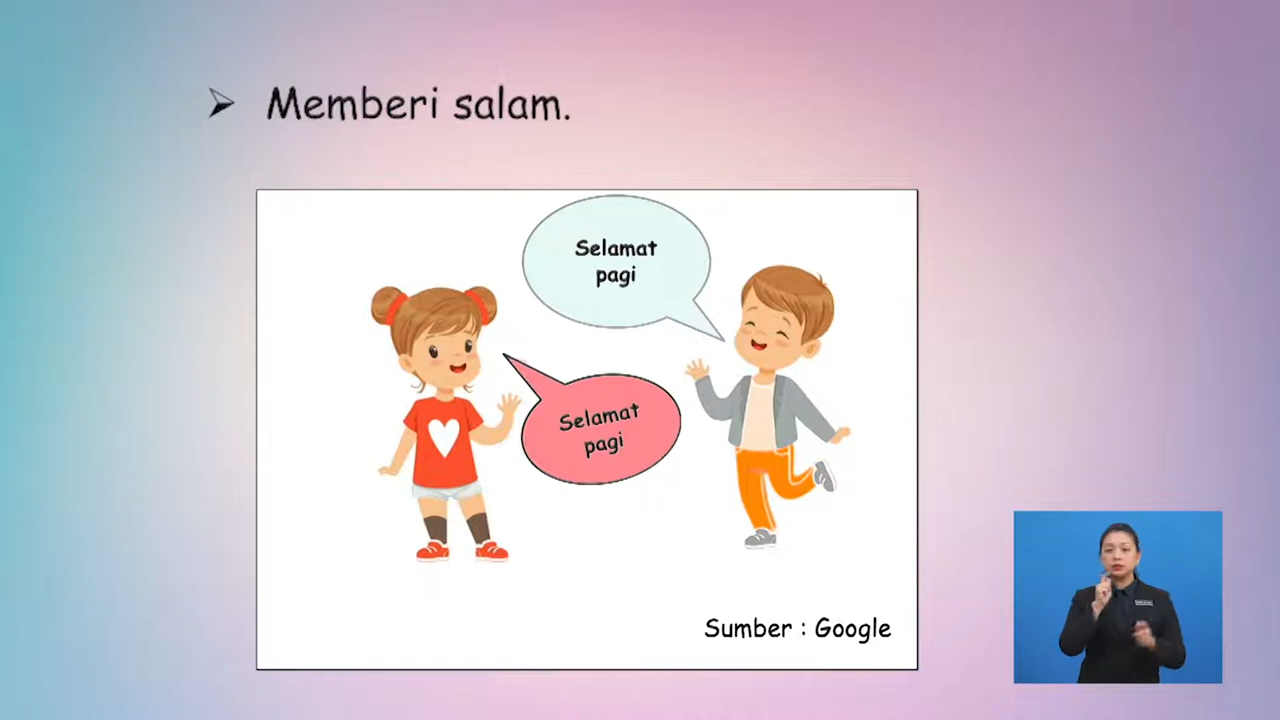 Memberi salam.
Selamat
pagi
Selamat
pagi
Sumber : Google